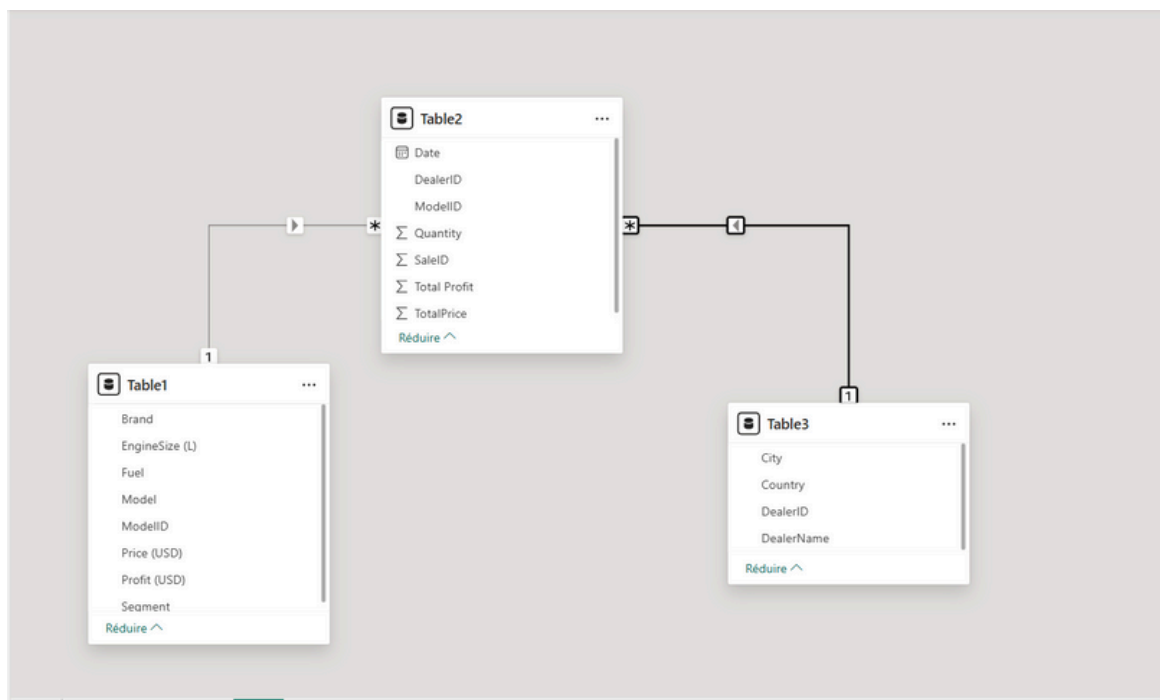 Table2
...
Date
DealerID
ModelID
∑ Quantity
∑ SaleID
∑ Total Profit
∑ TotalPrice
Réduire
*
*
1
1
Table1
...
Brand
EngineSize (L)
Fuel
Model
ModelID
Price (USD)
Profit (USD)
Segment
Réduire
Table3
...
City
Country
DealerID
DealerName
Réduire